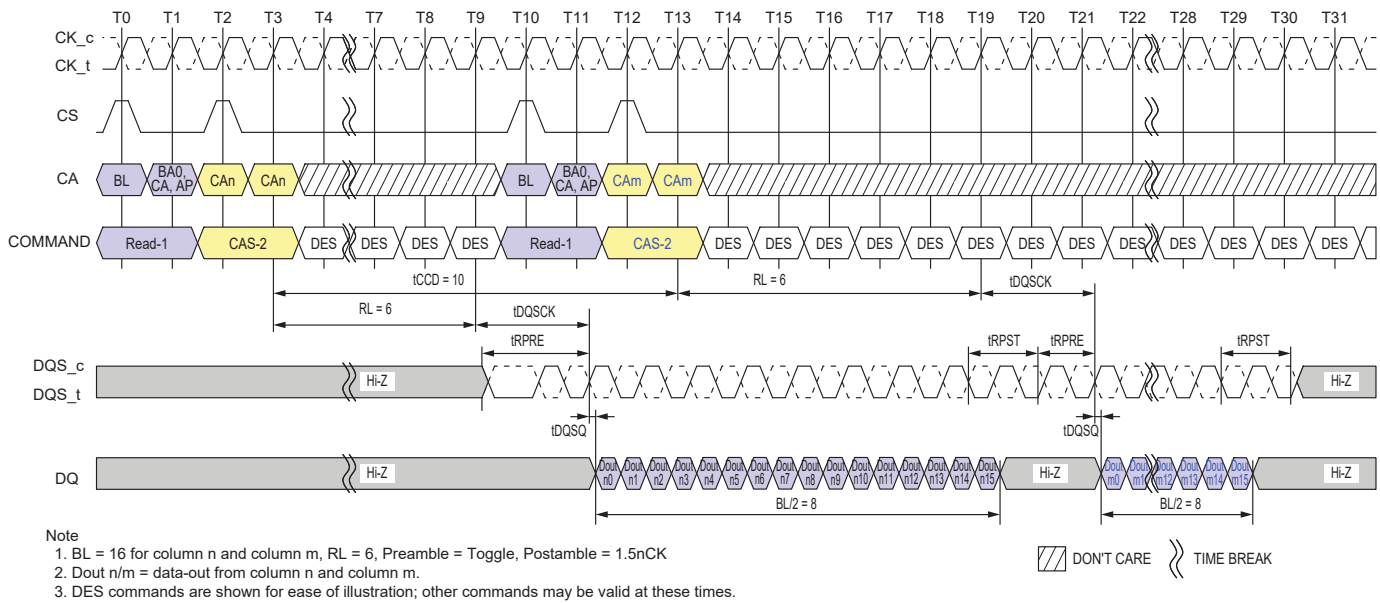 T0 T1 T2 T3 T4 T7 T8 T9 T10 T11 T12 T13 T14 T15 T16 T17 T18 T19 T20 T21 T22 T28 T29 T30 T31
CK_c
CK_t
CS
CA BL BA0, CA, AP CAn CAn BL BA0, CA, AP CAm CAm
COMMAND Read-1 CAS-2 DES DES DES DES Read-1 CAS-2 DES DES DES DES DES DES DES DES DES DES DES DES DES
tCCD = 10 RL = 6 tDQSCK
RL = 6 tDQSCK
tRPRE tRPST tRPRE tRPST
DQS_c
DQS_t
Hi-Z Hi-Z
tDQSQ tDQSQ
DQ Hi-Z Dout n0 Dout n1 Dout n2 Dout n3 Dout n4 Dout n5 Dout n6 Dout n7 Dout n8 Dout n9 Dout n10 Dout n11 Dout n12 Dout n13 Dout n14 Dout n15 Hi-Z Dout m0 Dout m1 Dout m12 Dout m13 Dout m14 Dout m15 Hi-Z
BL/2 = 8 BL/2 = 8
Note
1. BL = 16 for column n and column m, RL = 6, Preamble = Toggle, Postamble = 1.5nCK
2. Dout n/m = data-out from column n and column m.
3. DES commands are shown for ease of illustration; other commands may be valid at these times.
DON'T CARE TIME BREAK